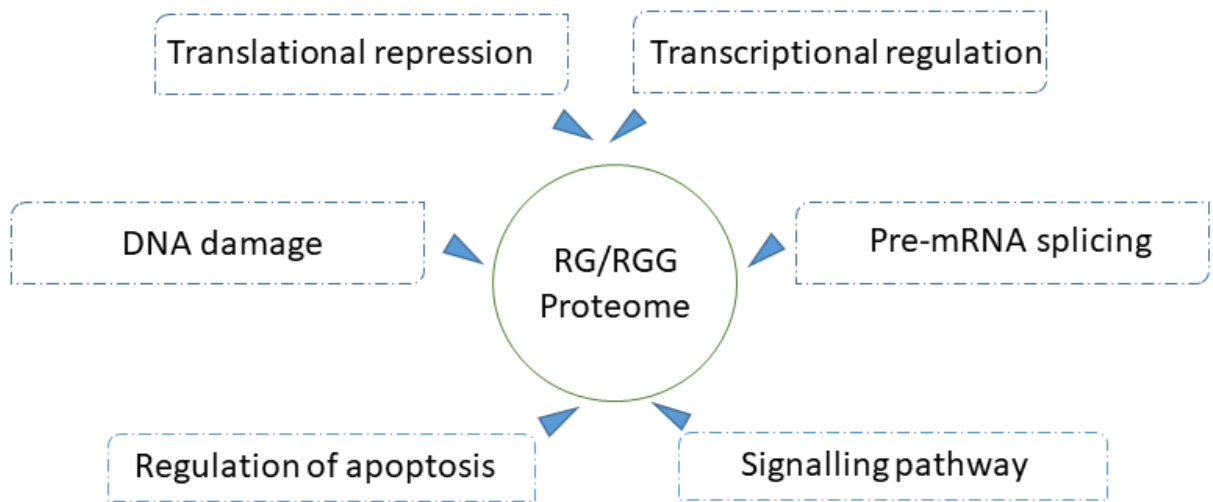 Translational repression
Transcriptional regulation
DNA damage
RG/RGG
Proteome
Pre-mRNA splicing
Regulation of apoptosis
Signalling pathway